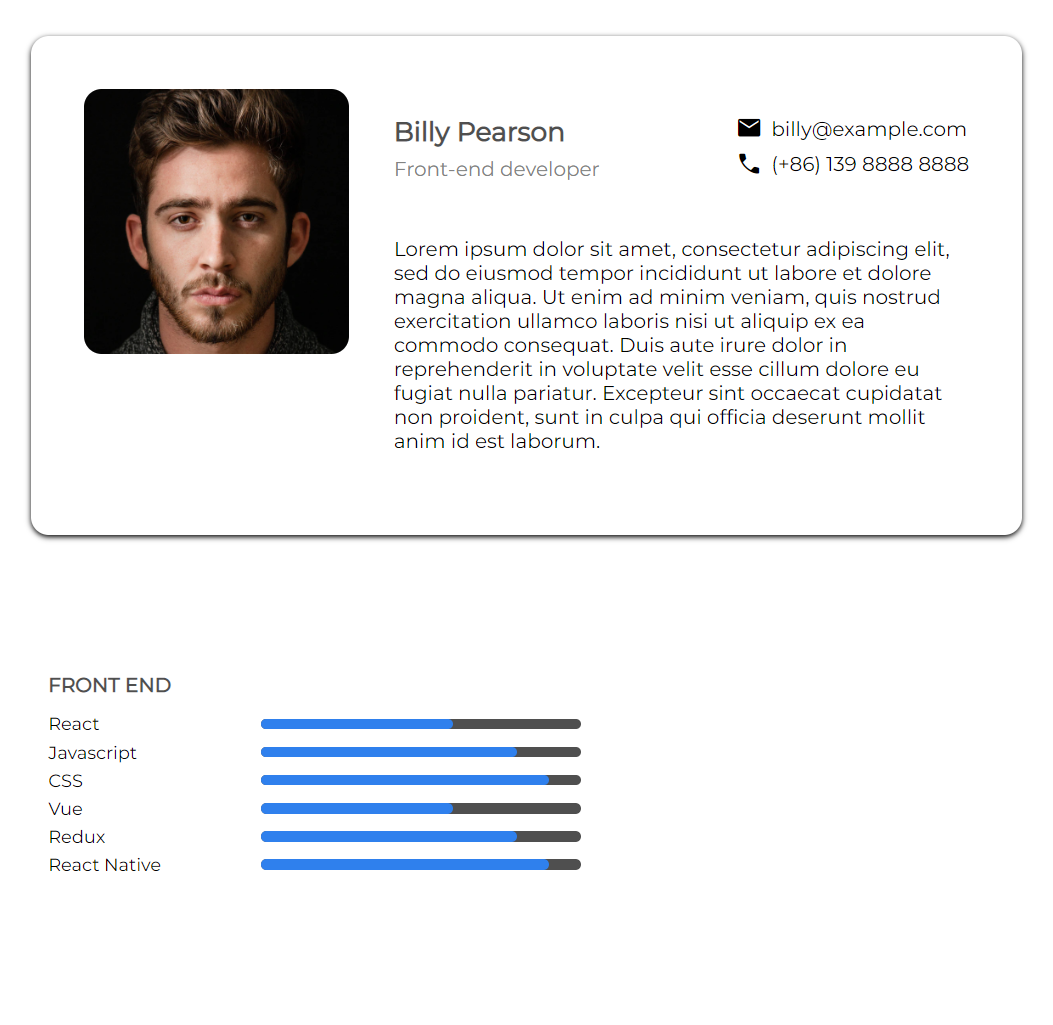 Billy Pearson
Front-end developer
billy@example.com
(+86) 139 8888 8888
Lorem ipsum dolor sit amet, consectetur adipiscing elit,
sed do eiusmod tempor incididunt ut labore et dolore
magna aliqua. Ut enim ad minim veniam, quis nostrud
exercitation ullamco laboris nisi ut aliquip ex ea
commodo consequat. Duis aute irure dolor in
reprehenderit in voluptate velit esse cillum dolore eu
fugiat nulla pariatur. Excepteur sint occaecat cupidatat
non proident, sunt in culpa qui officia deserunt mollit
anim id est laborum.
FRONT END
React
Javascript
CSS
Vue
Redux
React Native